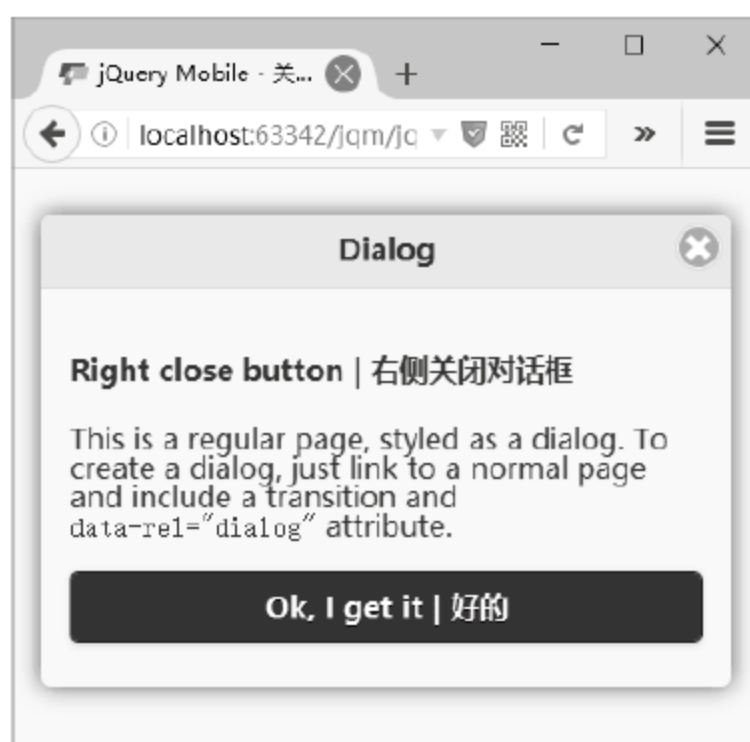 jQuery Mobile - 关...
localhost:63342/jqm/jq
Dialog
Right close button | 右侧关闭对话框
This is a regular page, styled as a dialog. To
create a dialog, just link to a normal page
and include a transition and
data-rel="dialog" attribute.
Ok, I get it | 好的